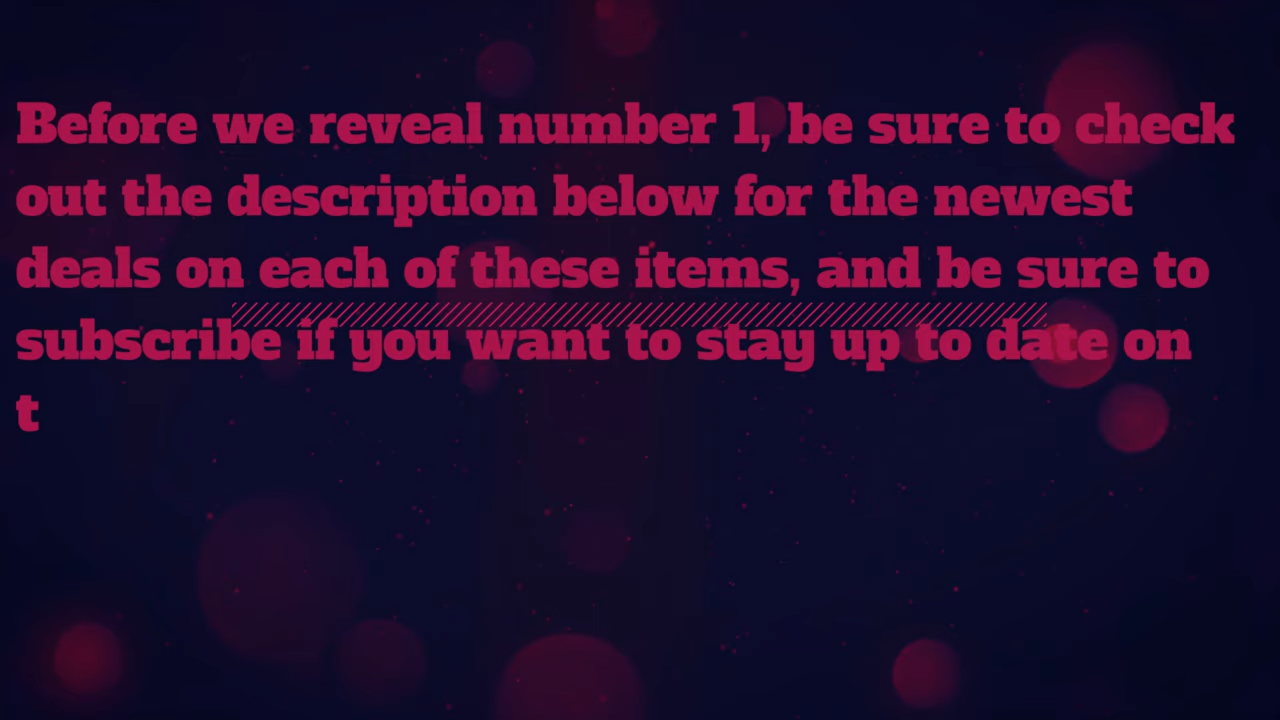 Before we reveal number 1, be sure to check
out the description below for the newest
deals on each of these items, and be sure to
subscribe if you want to stay up to date on
t